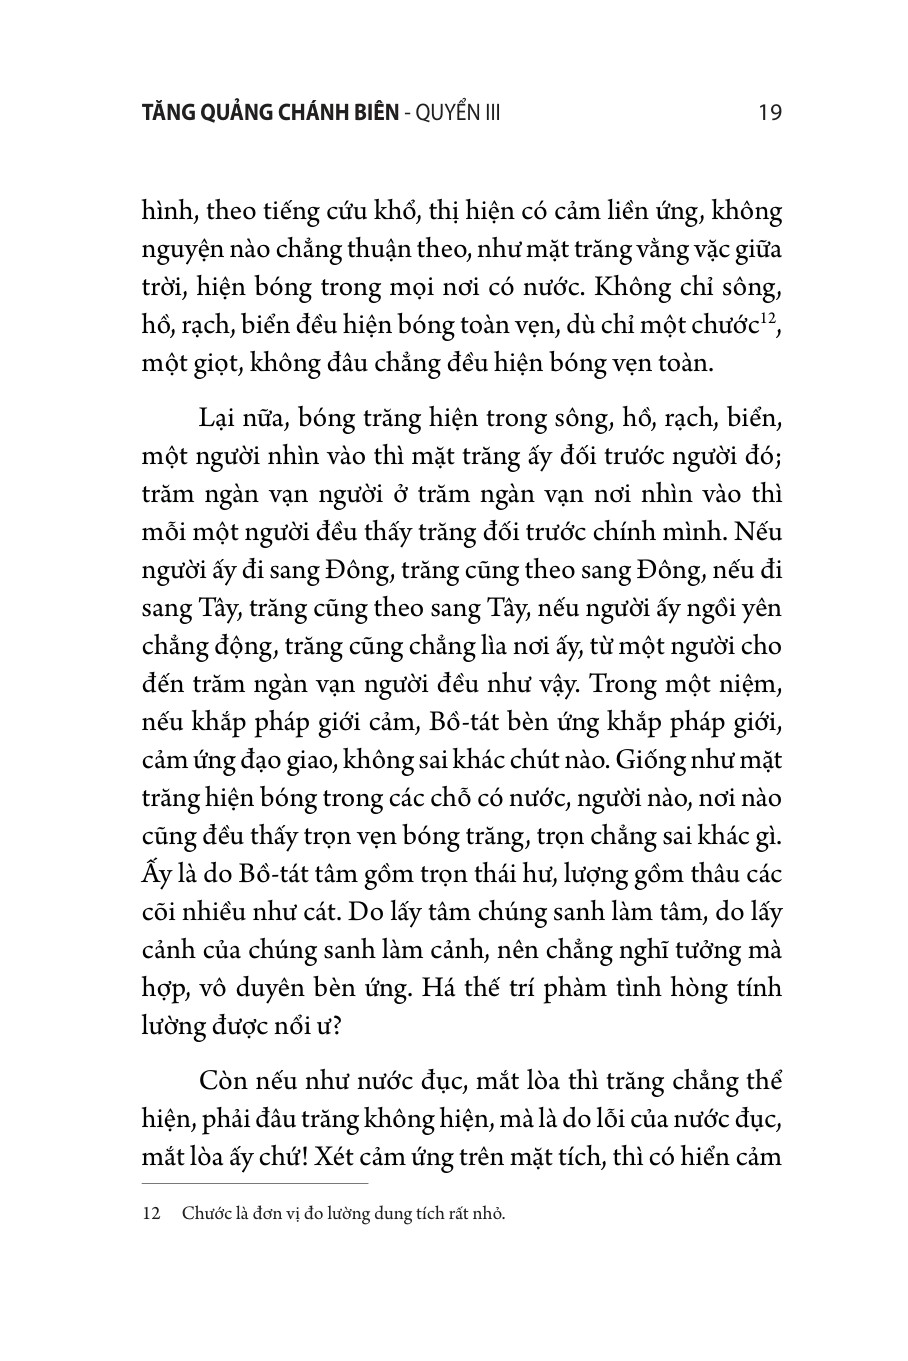 TĂNG QUẢNG CHÁNH BIÊN - QUYỂN III 19
hình, theo tiếng cứu khổ, thị hiện có cảm liền ứng, không
nguyện nào chẳng thuận theo, như mặt trăng vằng vặc giữa
trời, hiện bóng trong mọi nơi có nước. Không chỉ sông,
hồ, rạch, biển đều hiện bóng toàn vẹn, dù chỉ một chước12,
một giọt, không đâu chẳng đều hiện bóng vẹn toàn.
Lại nữa, bóng trăng hiện trong sông, hồ, rạch, biển,
một người nhìn vào thì mặt trăng ấy đối trước người đó;
trăm ngàn vạn người ở trăm ngàn vạn nơi nhìn vào thì
mỗi một người đều thấy trăng đối trước chính mình. Nếu
người ấy đi sang Đông, trăng cũng theo sang Đông, nếu đi
sang Tây, trăng cũng theo sang Tây, nếu người ấy ngồi yên
chẳng động, trăng cũng chẳng lìa nơi ấy, từ một người cho
đến trăm ngàn vạn người đều như vậy. Trong một niệm,
nếu khắp pháp giới cảm, Bồ-tát bèn ứng khắp pháp giới,
cảm ứng đạo giao, không sai khác chút nào. Giống như mặt
trăng hiện bóng trong các chỗ có nước, người nào, nơi nào
cũng đều thấy trọn vẹn bóng trăng, trọn chẳng sai khác gì.
Ấy là do Bồ-tát tâm gồm trọn thái hư, lượng gồm thâu các
cõi nhiều như cát. Do lấy tâm chúng sanh làm tâm, do lấy
cảnh của chúng sanh làm cảnh, nên chẳng nghĩ tưởng mà
hợp, vô duyên bèn ứng. Há thế trí phàm tình hòng tính
lường được nổi ư?
Còn nếu như nước đục, mắt lòa thì trăng chẳng thể
hiện, phải đâu trăng không hiện, mà là do lỗi của nước đục,
mắt lòa ấy chứ! Xét cảm ứng trên mặt tích, thì có hiển cảm
12 Chước là đơn vị đo lường dung tích rất nhỏ.